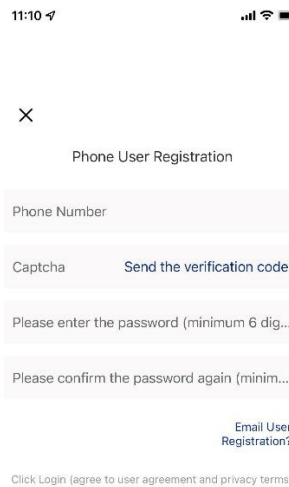 11:10
Phone User Registration
Phone Number
Captcha Send the verification code
Please enter the password (minimum 6 dig...
Please confirm the password again (minim...
Email User
Registration?
Click Login (agree to user agreement and privacy terms